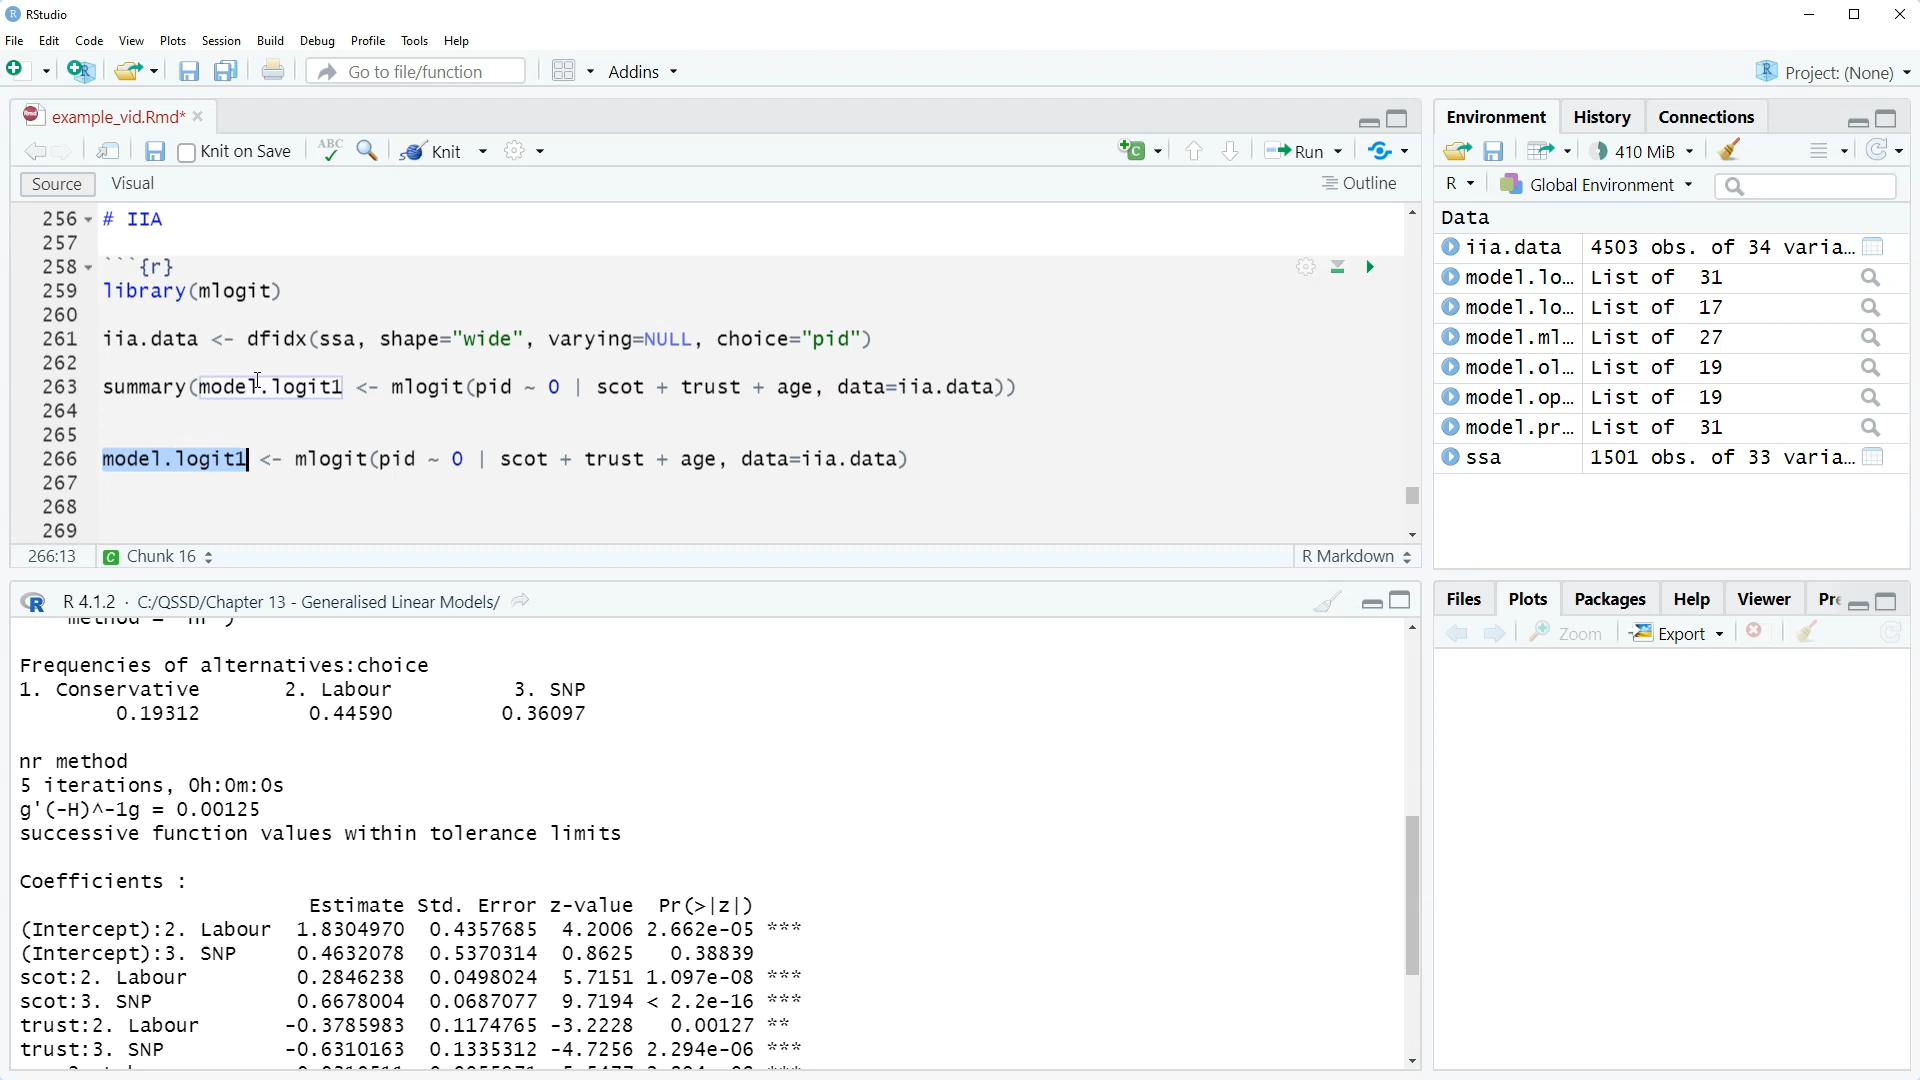 RStudio
File Edit Code View Plots Session Build Debug Profile Tools Help
Go to file/function Addins Project: (None)
example_vid.Rmd*
Knit on Save ABC Knit Run
Source Visual Outline
256 # IIA
257
258 ```{r}
259 library(mlogit)
260
261 iia.data <- dfidx(ssa, shape="wide", varying=NULL, choice="pid")
262
263 summary(model.logit1 <- mlogit(pid ~ 0 | scot + trust + age, data=iia.data))
264
265
266 model.logit1 <- mlogit(pid ~ 0 | scot + trust + age, data=iia.data)
267
268
269
266:13 Chunk 16 R Markdown
R 4.1.2 · C:/QSSD/Chapter 13 - Generalised Linear Models/
Frequencies of alternatives:choice
1. Conservative 2. Labour 3. SNP
0.19312 0.44590 0.36097
nr method
5 iterations, 0h:0m:0s
g'(-H)^-1g = 0.00125
successive function values within tolerance limits
Coefficients :
Estimate Std. Error z-value Pr(>|z|)
(Intercept):2. Labour 1.8304970 0.4357685 4.2006 2.662e-05 ***
(Intercept):3. SNP 0.4632078 0.5370314 0.8625 0.38839
scot:2. Labour 0.2846238 0.0498024 5.7151 1.097e-08 ***
scot:3. SNP 0.6678004 0.0687077 9.7194 < 2.2e-16 ***
trust:2. Labour -0.3785983 0.1174765 -3.2228 0.00127 **
trust:3. SNP -0.6310163 0.1335312 -4.7256 2.294e-06 ***
Environment History Connections
410 MiB
R Global Environment
Data
iia.data 4503 obs. of 34 varia…
model.lo… List of 31
model.lo… List of 17
model.ml… List of 27
model.ol… List of 19
model.op… List of 19
model.pr… List of 31
ssa 1501 obs. of 33 varia…
Files Plots Packages Help Viewer
Zoom Export